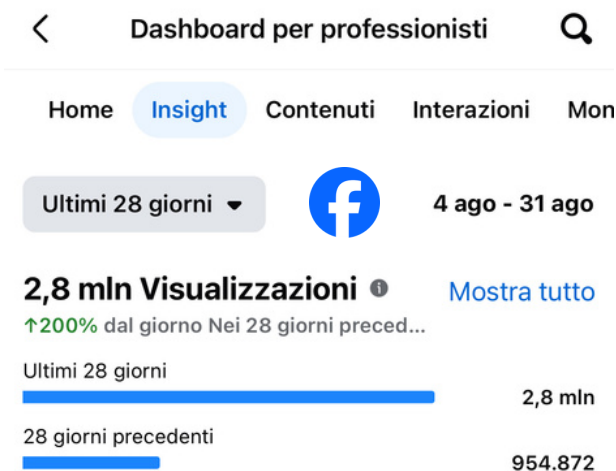 Dashboard per professionisti
Home Insight Contenuti Interazioni Mon
Ultimi 28 giorni 4 ago - 31 ago
2,8 mln Visualizzazioni Mostra tutto
↑200% dal giorno Nei 28 giorni preced...
Ultimi 28 giorni
2,8 mln
28 giorni precedenti
954.872